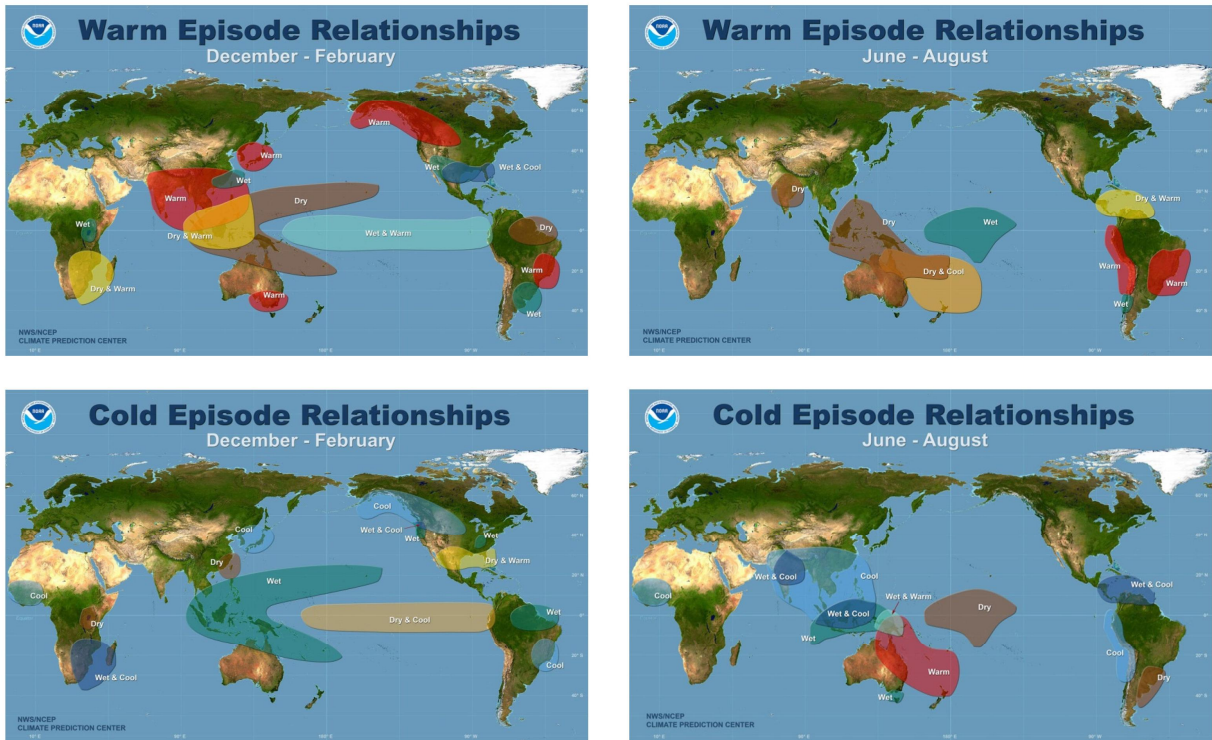 NOAA
Warm Episode Relationships
December - February
Warm
Warm
Wet
Wet & Cool
Wet
Warm
Dry
Wet
Dry & Warm
Wet & Warm
Dry
Dry & Warm
Warm
Warm
Wet
NWS/NCEP
CLIMATE PREDICTION CENTER
NOAA
Warm Episode Relationships
June - August
Dry
Dry & Warm
Dry
Wet
Dry & Cool
Warm
Warm
Wet
NWS/NCEP
CLIMATE PREDICTION CENTER
NOAA
Cold Episode Relationships
December - February
Cool
Cool
Wet & Cool
Wet
Wet
Dry
Dry & Warm
Wet
Cool
Dry
Dry & Cool
Wet
Wet & Cool
Cool
NWS/NCEP
CLIMATE PREDICTION CENTER
NOAA
Cold Episode Relationships
June - August
Wet & Cool
Cool
Wet & Cool
Wet & Warm
Wet & Cool
Dry
Wet
Cool
Warm
Dry
Wet
NWS/NCEP
CLIMATE PREDICTION CENTER